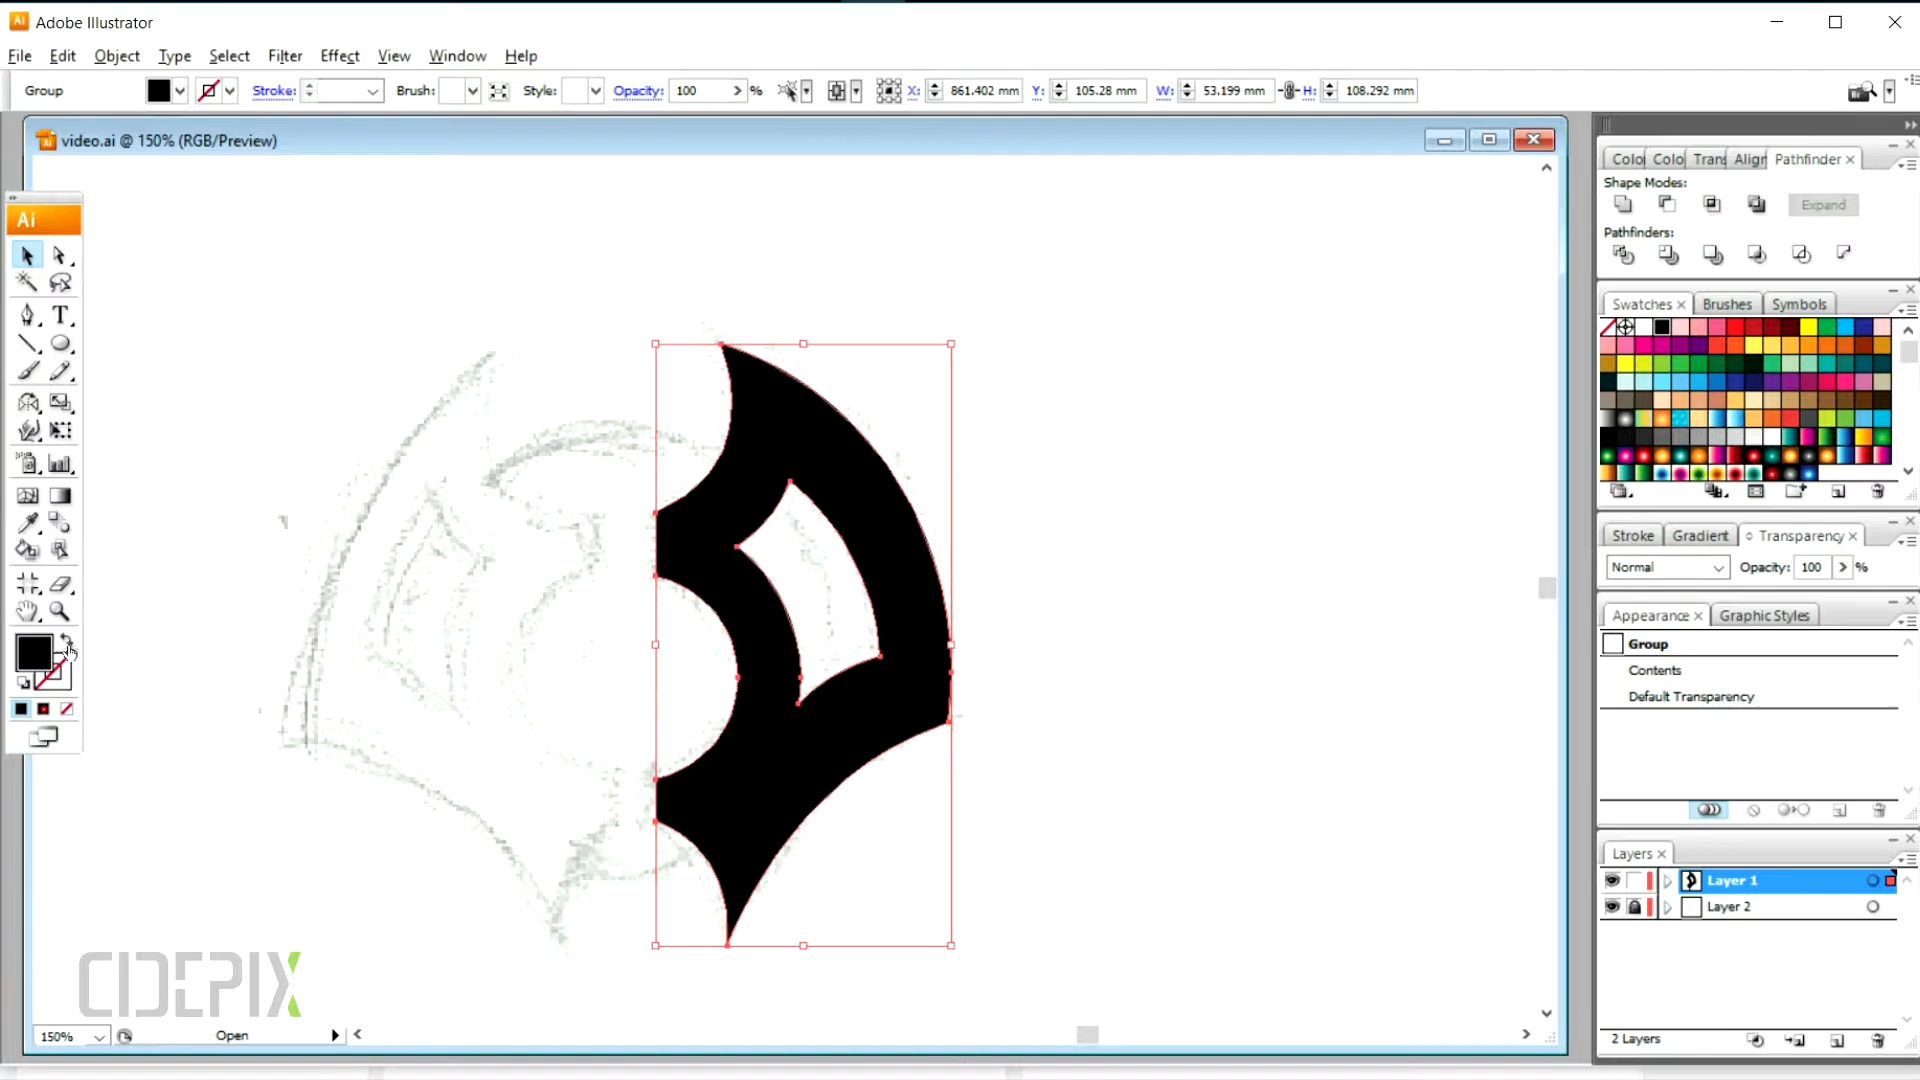 Adobe Illustrator
File Edit Object Type Select Filter Effect View Window Help
Group Stroke: Brush: Style: Opacity: 100 % X: 861.402 mm Y: 105.28 mm W: 53.199 mm H: 108.292 mm
video.ai @ 150% (RGB/Preview)
Ai
Colo Colo Tran Align Pathfinder
Shape Modes:
Expand
Pathfinders:
Swatches Brushes Symbols
Stroke Gradient Transparency
Normal Opacity: 100 %
Appearance Graphic Styles
Group
Contents
Default Transparency
Layers
Layer 1
Layer 2
2 Layers
CIDEPIX
150% Open